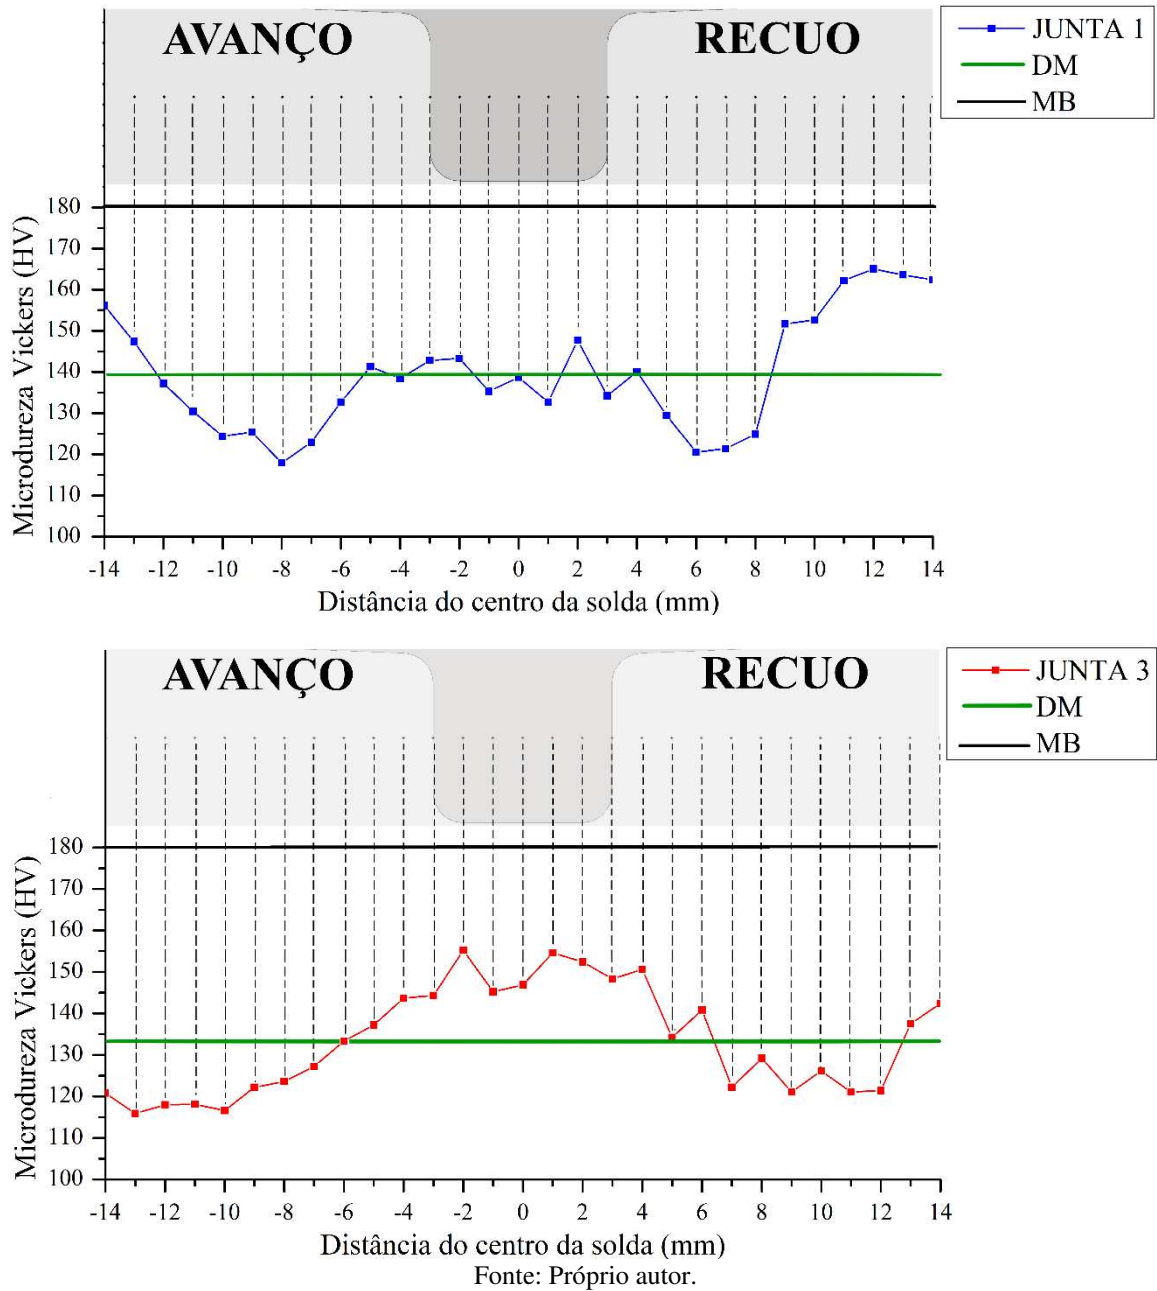 AVANÇO
RECUO
JUNTA 1
DM
MB
Microdureza Vickers (HV)
180
170
160
150
140
130
120
110
100
-14 -12 -10 -8 -6 -4 -2 0 2 4 6 8 10 12 14
Distância do centro da solda (mm)
AVANÇO
RECUO
JUNTA 3
DM
MB
Microdureza Vickers (HV)
180
170
160
150
140
130
120
110
100
-14 -12 -10 -8 -6 -4 -2 0 2 4 6 8 10 12 14
Distância do centro da solda (mm)
Fonte: Próprio autor.